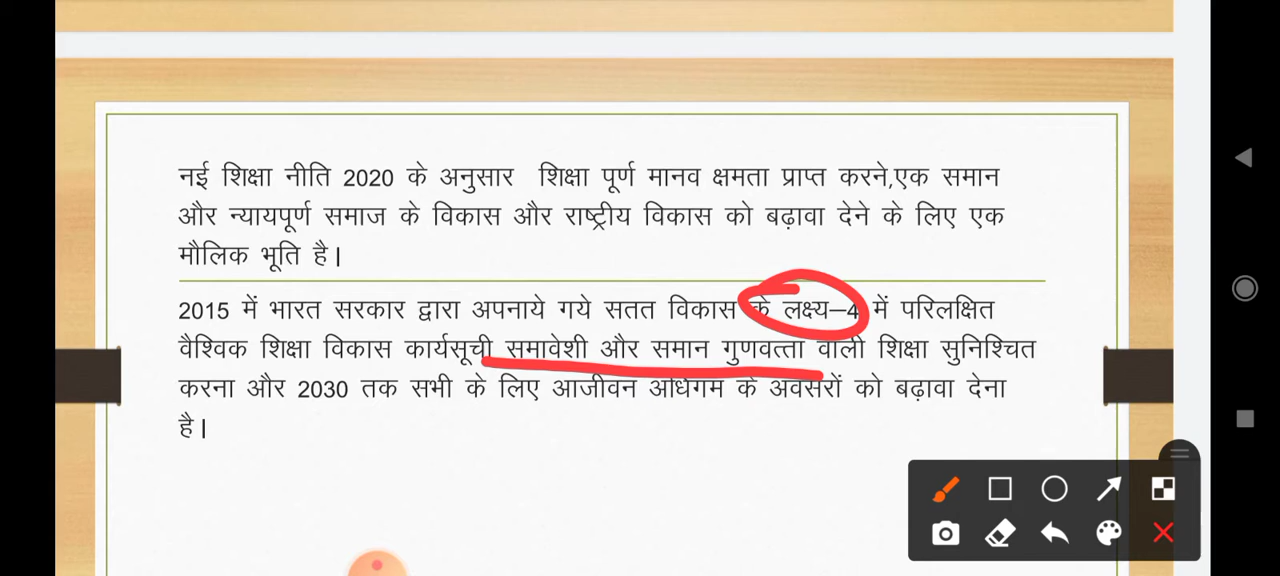 नई शिक्षा नीति 2020 के अनुसार शिक्षा पूर्ण मानव क्षमता प्राप्त करने,एक समान
और न्यायपूर्ण समाज के विकास और राष्ट्रीय विकास को बढ़ावा देने के लिए एक
मौलिक भूति है।
2015 में भारत सरकार द्वारा अपनाये गये सतत विकास के लक्ष्य–4 में परिलक्षित
वैश्विक शिक्षा विकास कार्यसूची समावेशी और समान गुणवत्ता वाली शिक्षा सुनिश्चित
करना और 2030 तक सभी के लिए आजीवन अधिगम के अवसरों को बढ़ावा देना
है।